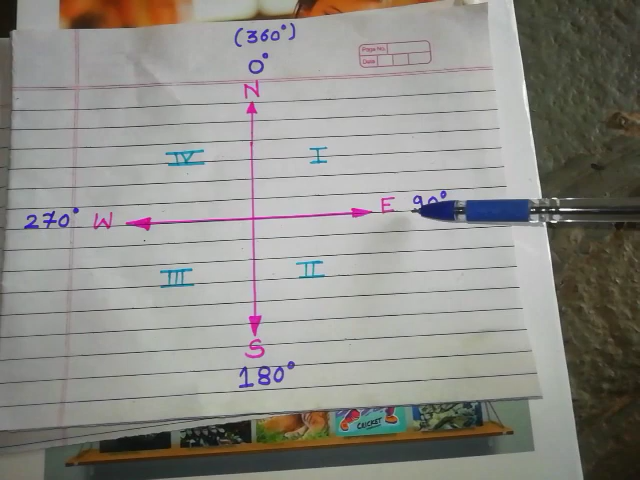 (360°)
0°
Page No.
Date
N
IV I
270° W E 90°
III II
S
180°
CRICKET